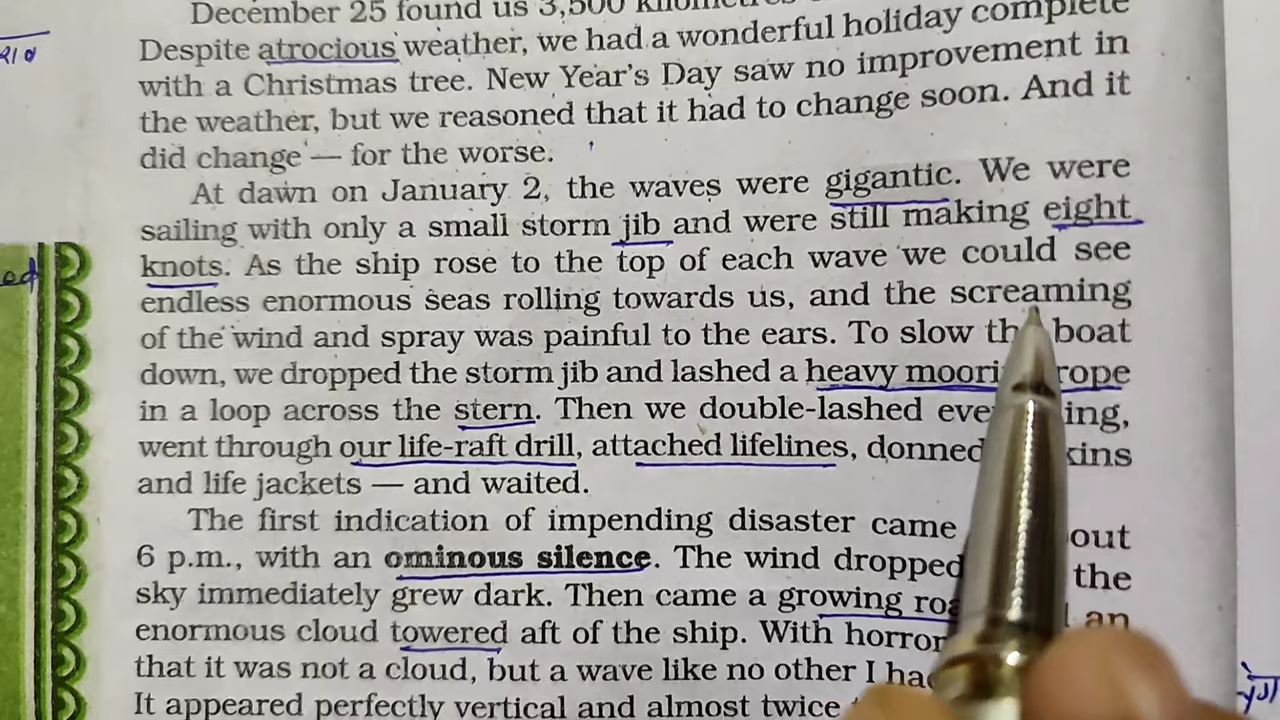 December 25 found us 3,500 kilometres
Despite atrocious weather, we had a wonderful holiday complete
with a Christmas tree. New Year's Day saw no improvement in
the weather, but we reasoned that it had to change soon. And it
did change — for the worse.
At dawn on January 2, the waves were gigantic. We were
sailing with only a small storm jib and were still making eight
knots. As the ship rose to the top of each wave we could see
endless enormous seas rolling towards us, and the screaming
of the wind and spray was painful to the ears. To slow boat
down, we dropped the storm jib and lashed a heavy rope
in a loop across the stern. Then we double-lashed
went through our life-raft drill, attached lifelines, donned
and life jackets — and waited.
The first indication of impending disaster came
6 p.m., with an ominous silence. The wind dropped the
sky immediately grew dark. Then came a growing an
enormous cloud towered aft of the ship. With horror
that it was not a cloud, but a wave like no other I
It appeared perfectly vertical and almost twice